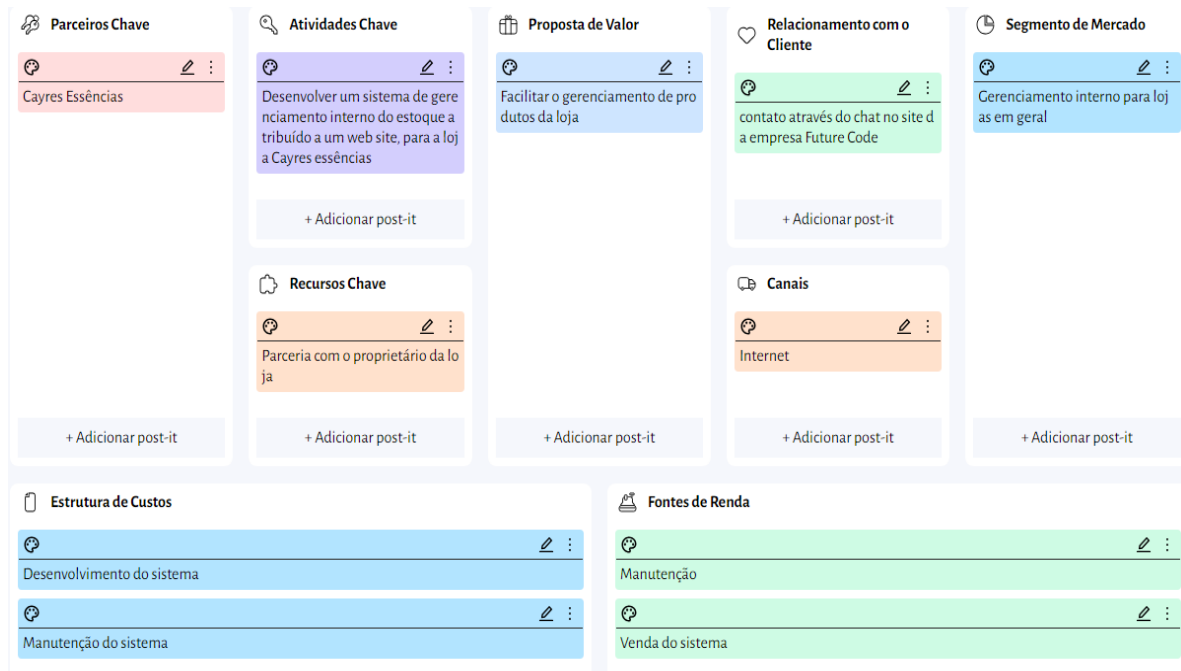 Parceiros Chave
Cayres Essências
+ Adicionar post-it
Atividades Chave
Desenvolver um sistema de gere
nciamento interno do estoque a
tribuído a um web site, para a loj
a Cayres essências
+ Adicionar post-it
Recursos Chave
Parceria com o proprietário da lo
ja
+ Adicionar post-it
Proposta de Valor
Facilitar o gerenciamento de pro
dutos da loja
+ Adicionar post-it
Relacionamento com o
Cliente
contato através do chat no site d
a empresa Future Code
+ Adicionar post-it
Canais
Internet
+ Adicionar post-it
Segmento de Mercado
Gerenciamento interno para loj
as em geral
+ Adicionar post-it
Estrutura de Custos
Desenvolvimento do sistema
Manutenção do sistema
Fontes de Renda
Manutenção
Venda do sistema